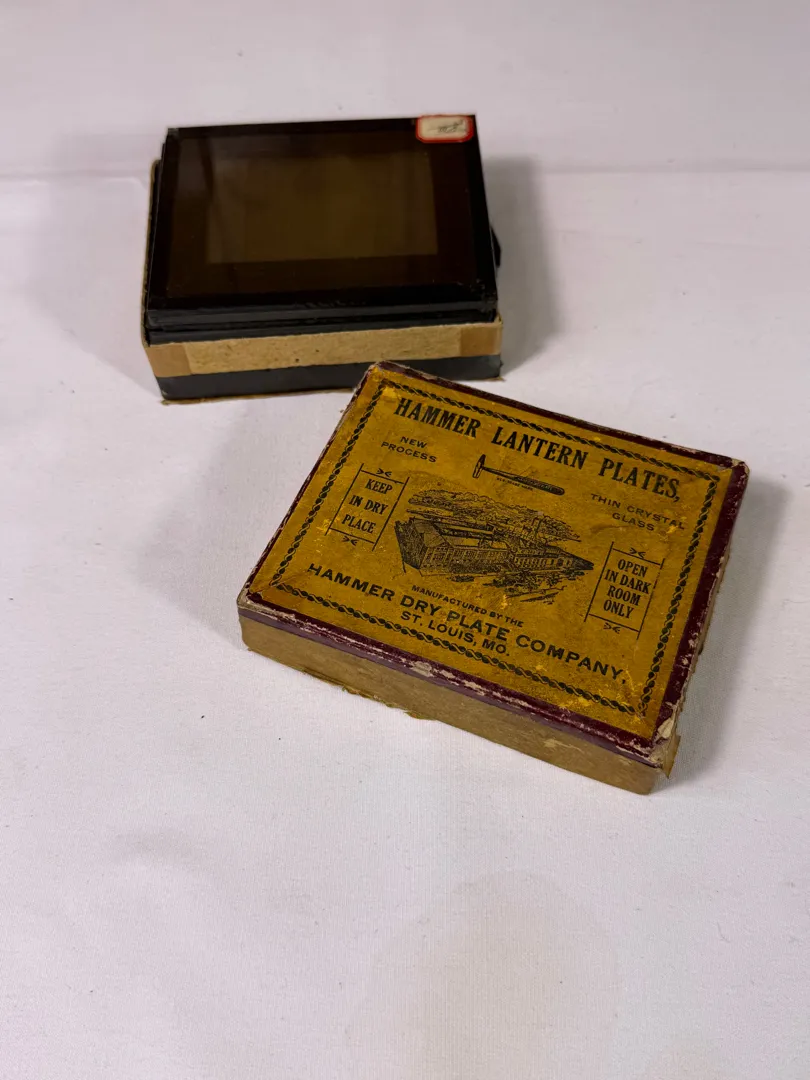 HAMMER LANTERN PLATES,
NEW
PROCESS
THIN CRYSTAL
GLASS
KEEP
IN DRY
PLACE
OPEN
IN DARK
ROOM
ONLY
MANUFACTURED BY THE
HAMMER DRY PLATE COMPANY,
ST. LOUIS, MO.